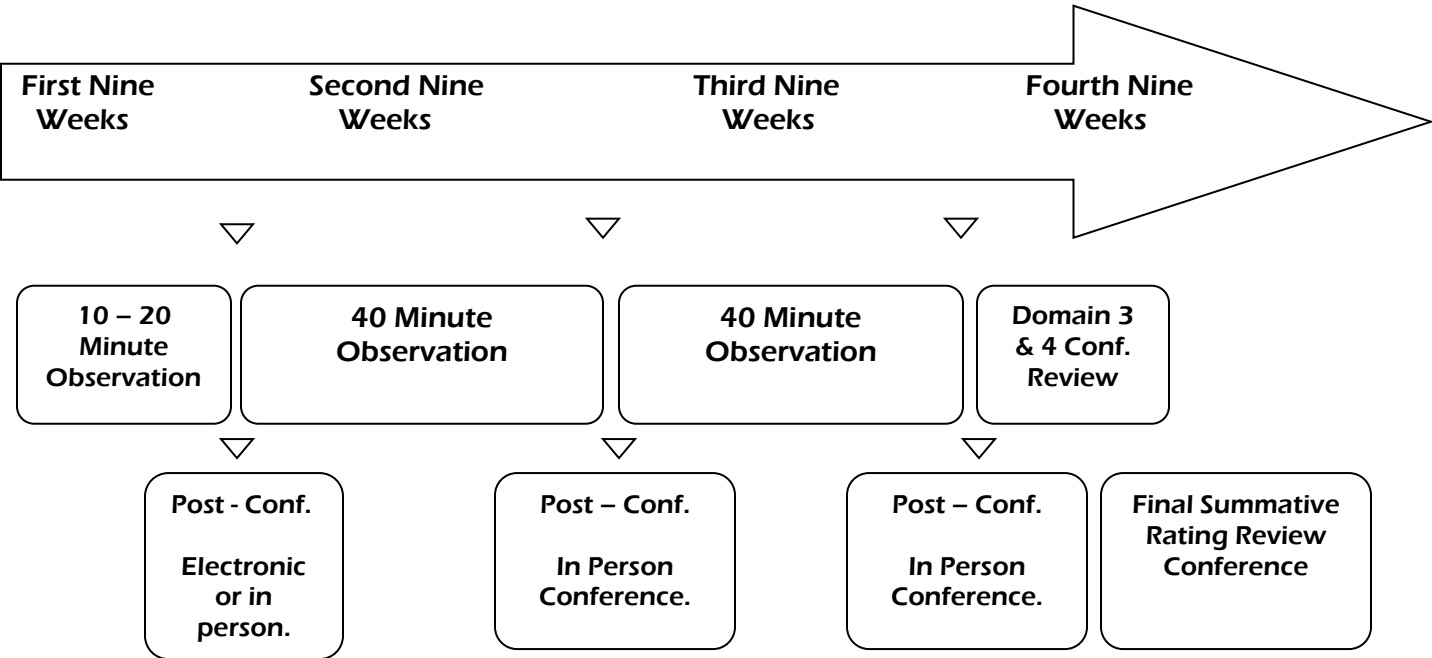 First Nine
Weeks
Second Nine
Weeks
Third Nine
Weeks
Fourth Nine
Weeks
10 – 20
Minute
Observation
40 Minute
Observation
40 Minute
Observation
Domain 3
& 4 Conf.
Review
Post - Conf.
Electronic
or in
person.
Post – Conf.
In Person
Conference.
Post – Conf.
In Person
Conference.
Final Summative
Rating Review
Conference